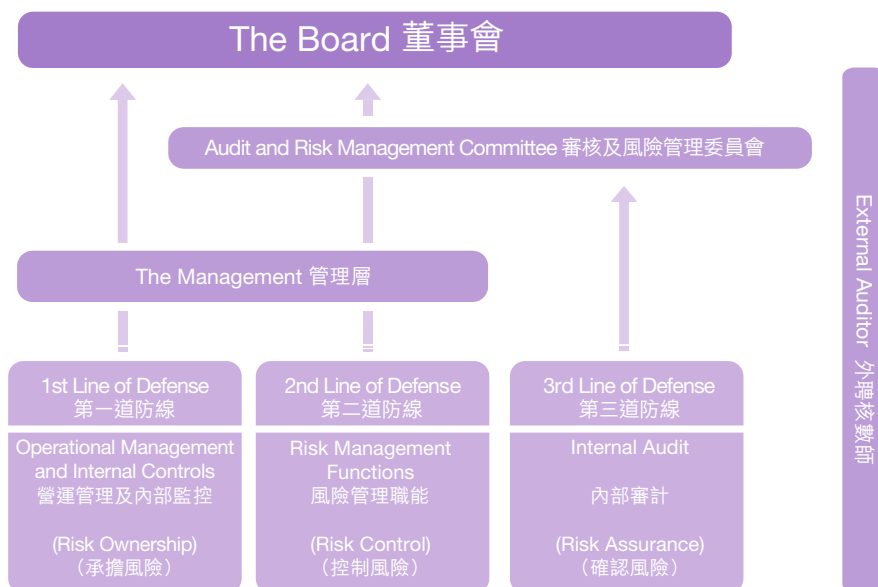 The Board 董事會
Audit and Risk Management Committee 審核及風險管理委員會
The Management 管理層
1st Line of Defense
第一道防線
Operational Management
and Internal Controls
營運管理及內部監控
(Risk Ownership)
（承擔風險）
2nd Line of Defense
第二道防線
Risk Management
Functions
風險管理職能
(Risk Control)
（控制風險）
3rd Line of Defense
第三道防線
Internal Audit
內部審計
(Risk Assurance)
（確認風險）
External Auditor 外聘核數師